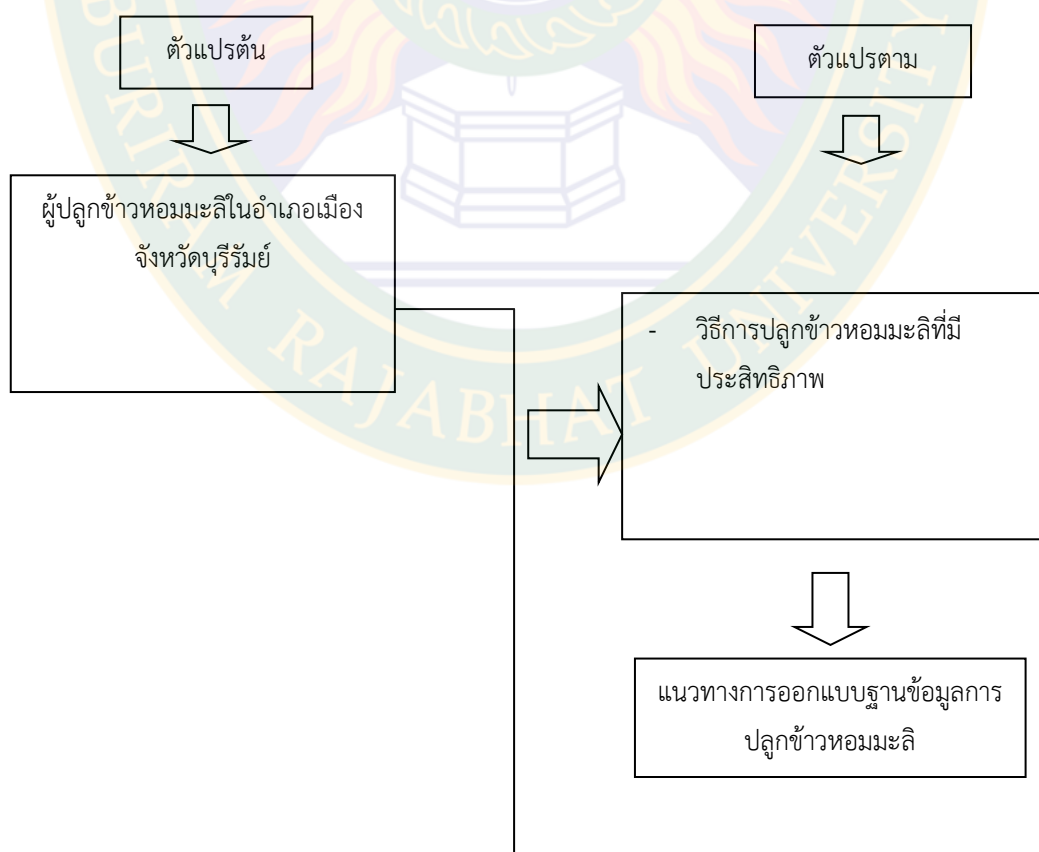 ตัวแปรต้น
ตัวแปรตาม
ผู้ปลูกข้าวหอมมะลิในอำเภอเมือง
จังหวัดบุรีรัมย์
- วิธีการปลูกข้าวหอมมะลิที่มี
ประสิทธิภาพ
แนวทางการออกแบบฐานข้อมูลการ
ปลูกข้าวหอมมะลิ
BURIRAM RAJABHAT UNIVERSITY